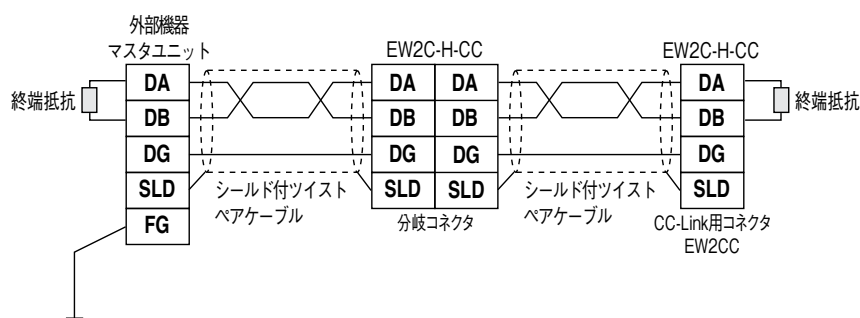 外部機器
マスタユニット
EW2C-H-CC
EW2C-H-CC
終端抵抗
DA
DA
DA
DA
終端抵抗
DB
DB
DB
DB
DG
DG
DG
DG
SLD
シールド付ツイスト
ペアケーブル
SLD
SLD
シールド付ツイスト
ペアケーブル
SLD
FG
分岐コネクタ
CC-Link用コネクタ
EW2CC